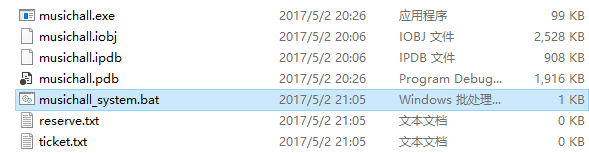 musichall.exe 2017/5/2 20:26 应用程序 99 KB
musichall.iobj 2017/5/2 20:26 IOBJ 文件 2,528 KB
musichall.ipdb 2017/5/2 20:26 IPDB 文件 908 KB
musichall.pdb 2017/5/2 20:26 Program Debug... 1,916 KB
musichall_system.bat 2017/5/2 21:05 Windows 批处理... 1 KB
reserve.txt 2017/5/2 21:05 文本文档 0 KB
ticket.txt 2017/5/2 21:05 文本文档 0 KB